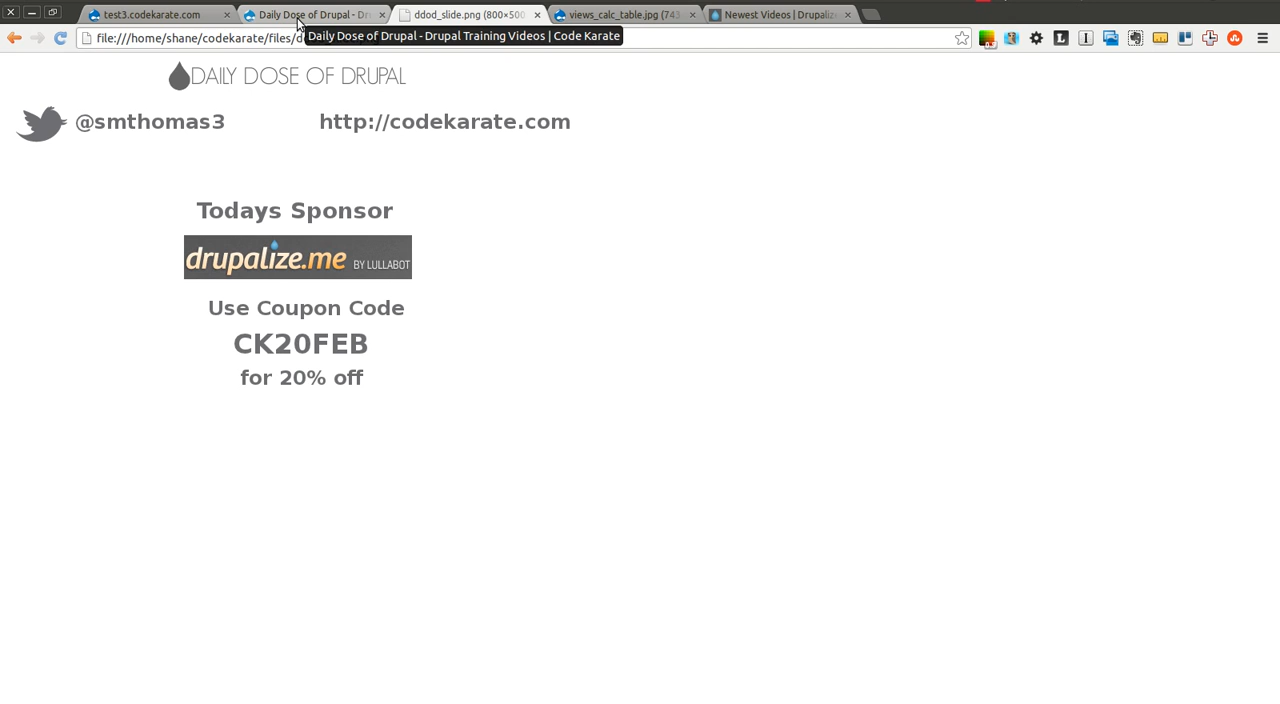 test3.codekarate.com
Daily Dose of Drupal - Dr
ddod_slide.png (800×500
views_calc_table.jpg (743
Newest Videos | Drupaliz
file:///home/shane/codekarate/files/d
Daily Dose of Drupal - Drupal Training Videos | Code Karate
DAILY DOSE OF DRUPAL
@smthomas3
http://codekarate.com
Todays Sponsor
drupalize.me BY LULLABOT
Use Coupon Code
CK20FEB
for 20% off